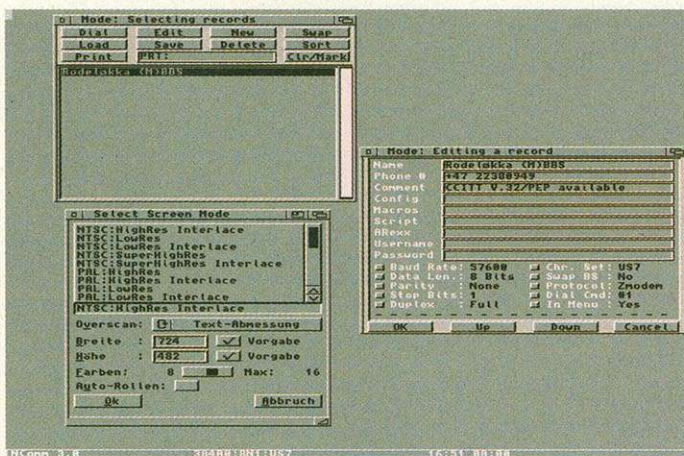 Mode: Selecting records
Dial Edit New Swap
Load Save Delete Sort
Print PRT: Clr/Mark
Rodeløkka (M)BBS
Select Screen Mode
NTSC:HighRes Interlace
NTSC:LowRes
NTSC:LowRes Interlace
NTSC:SuperHighRes
NTSC:SuperHighRes Interlace
PAL:HighRes
PAL:HighRes Interlace
PAL:LowRes
PAL:LowRes Interlace
NTSC:HighRes Interlace
Overscan: Text-Abmessung
Breite : 724 Vorgabe
Höhe : 482 Vorgabe
Farben: 8 Max: 16
Auto-Rollen:
Ok Abbruch
Mode: Editing a record
Name Rodeløkka (M)BBS
Phone # +47 22380949
Comment CCITT V.32/PEP available
Config
Macros
Script
ARexx
Username
Password
Baud Rate: 57600 Chr. Set: US7
Data Len.: 8 Bits Swap BS : No
Parity : None Protocol: Zmodem
Stop Bits: 1 Dial Cmd: #1
Duplex : Full In Menu : Yes
OK Up Down Cancel
NComm 3.0 38400:8N1:US7 16:51 00:00